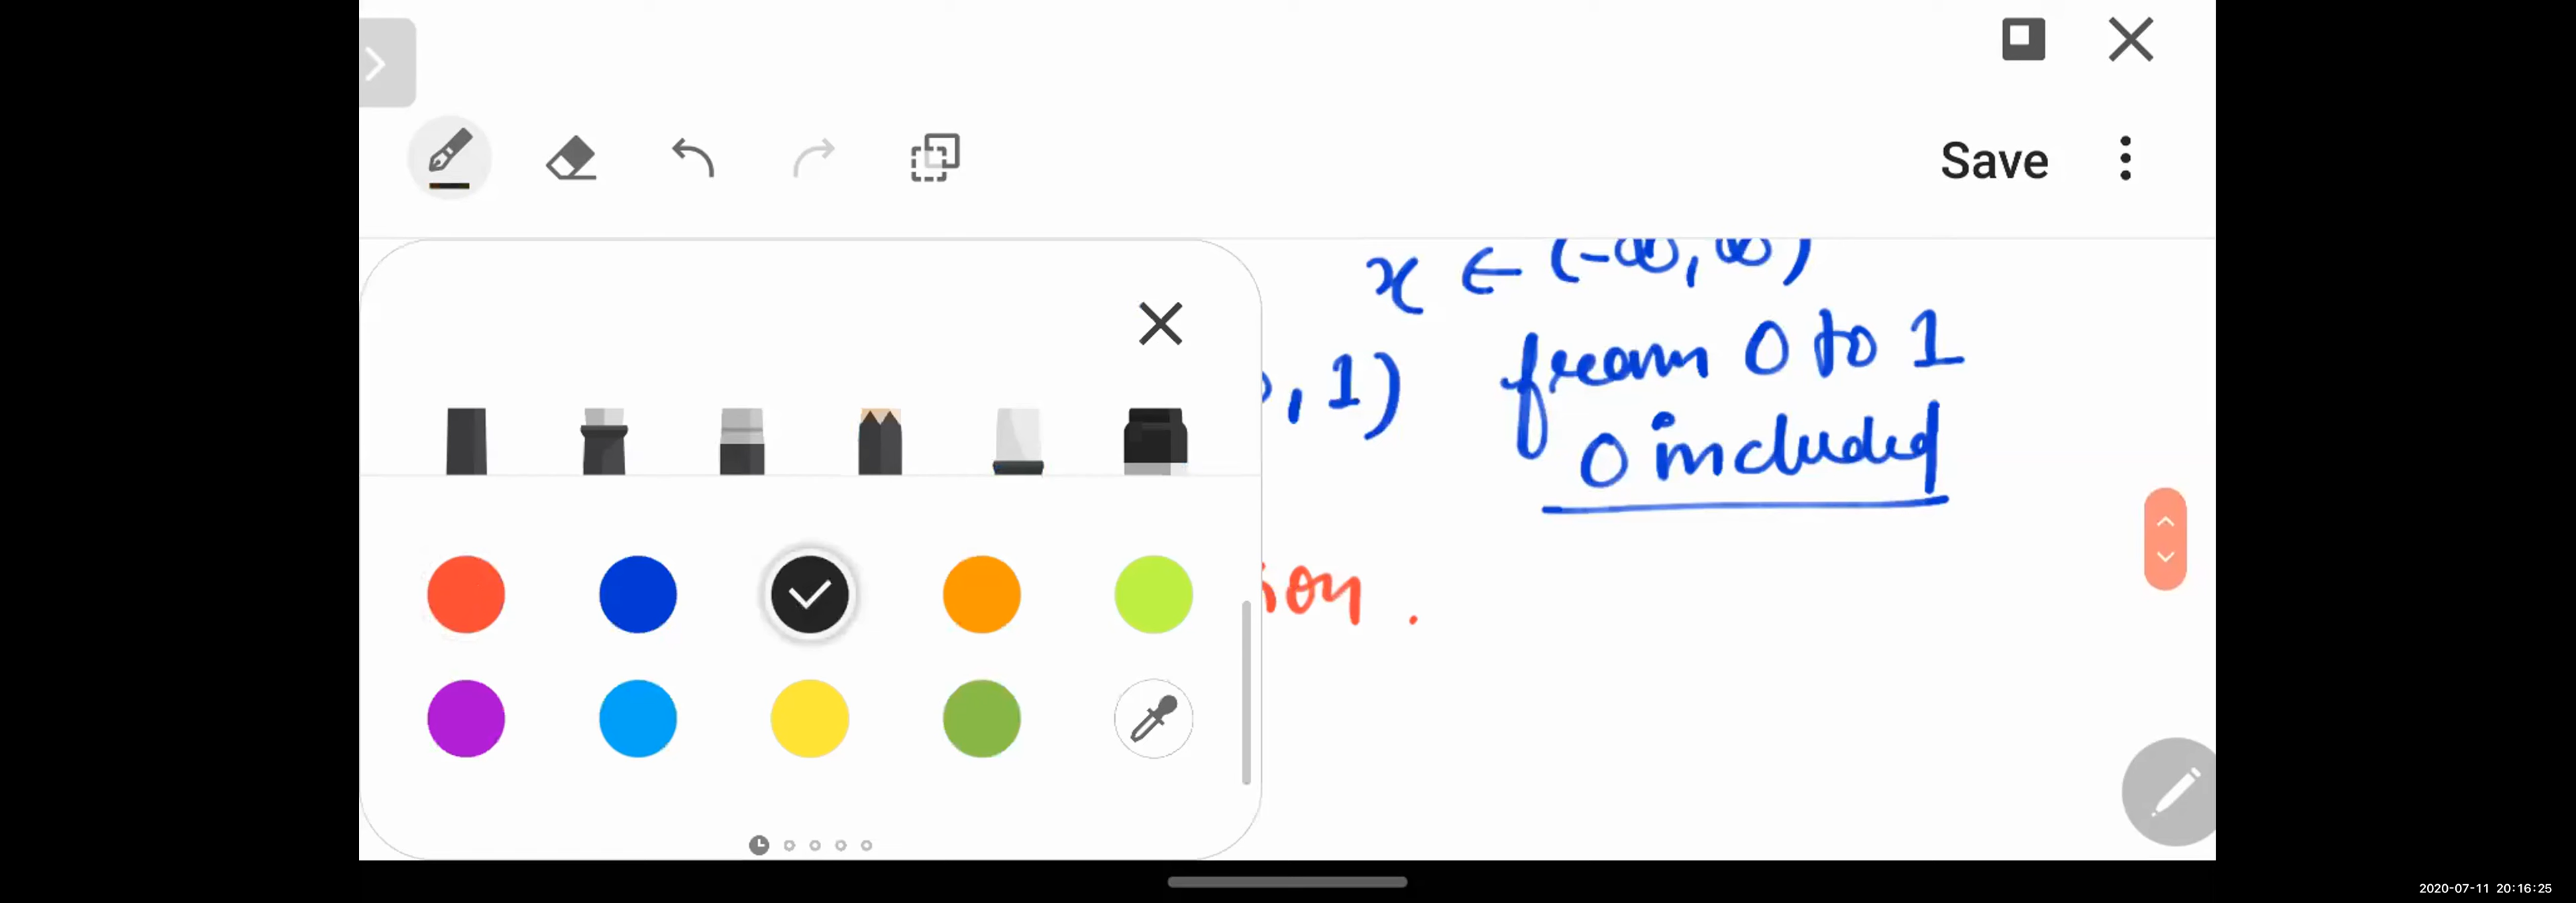 Save
x ∈ (-∞, ∞)
, 1) from 0 to 1
0 included
ion .
2020-07-11 20:16:25